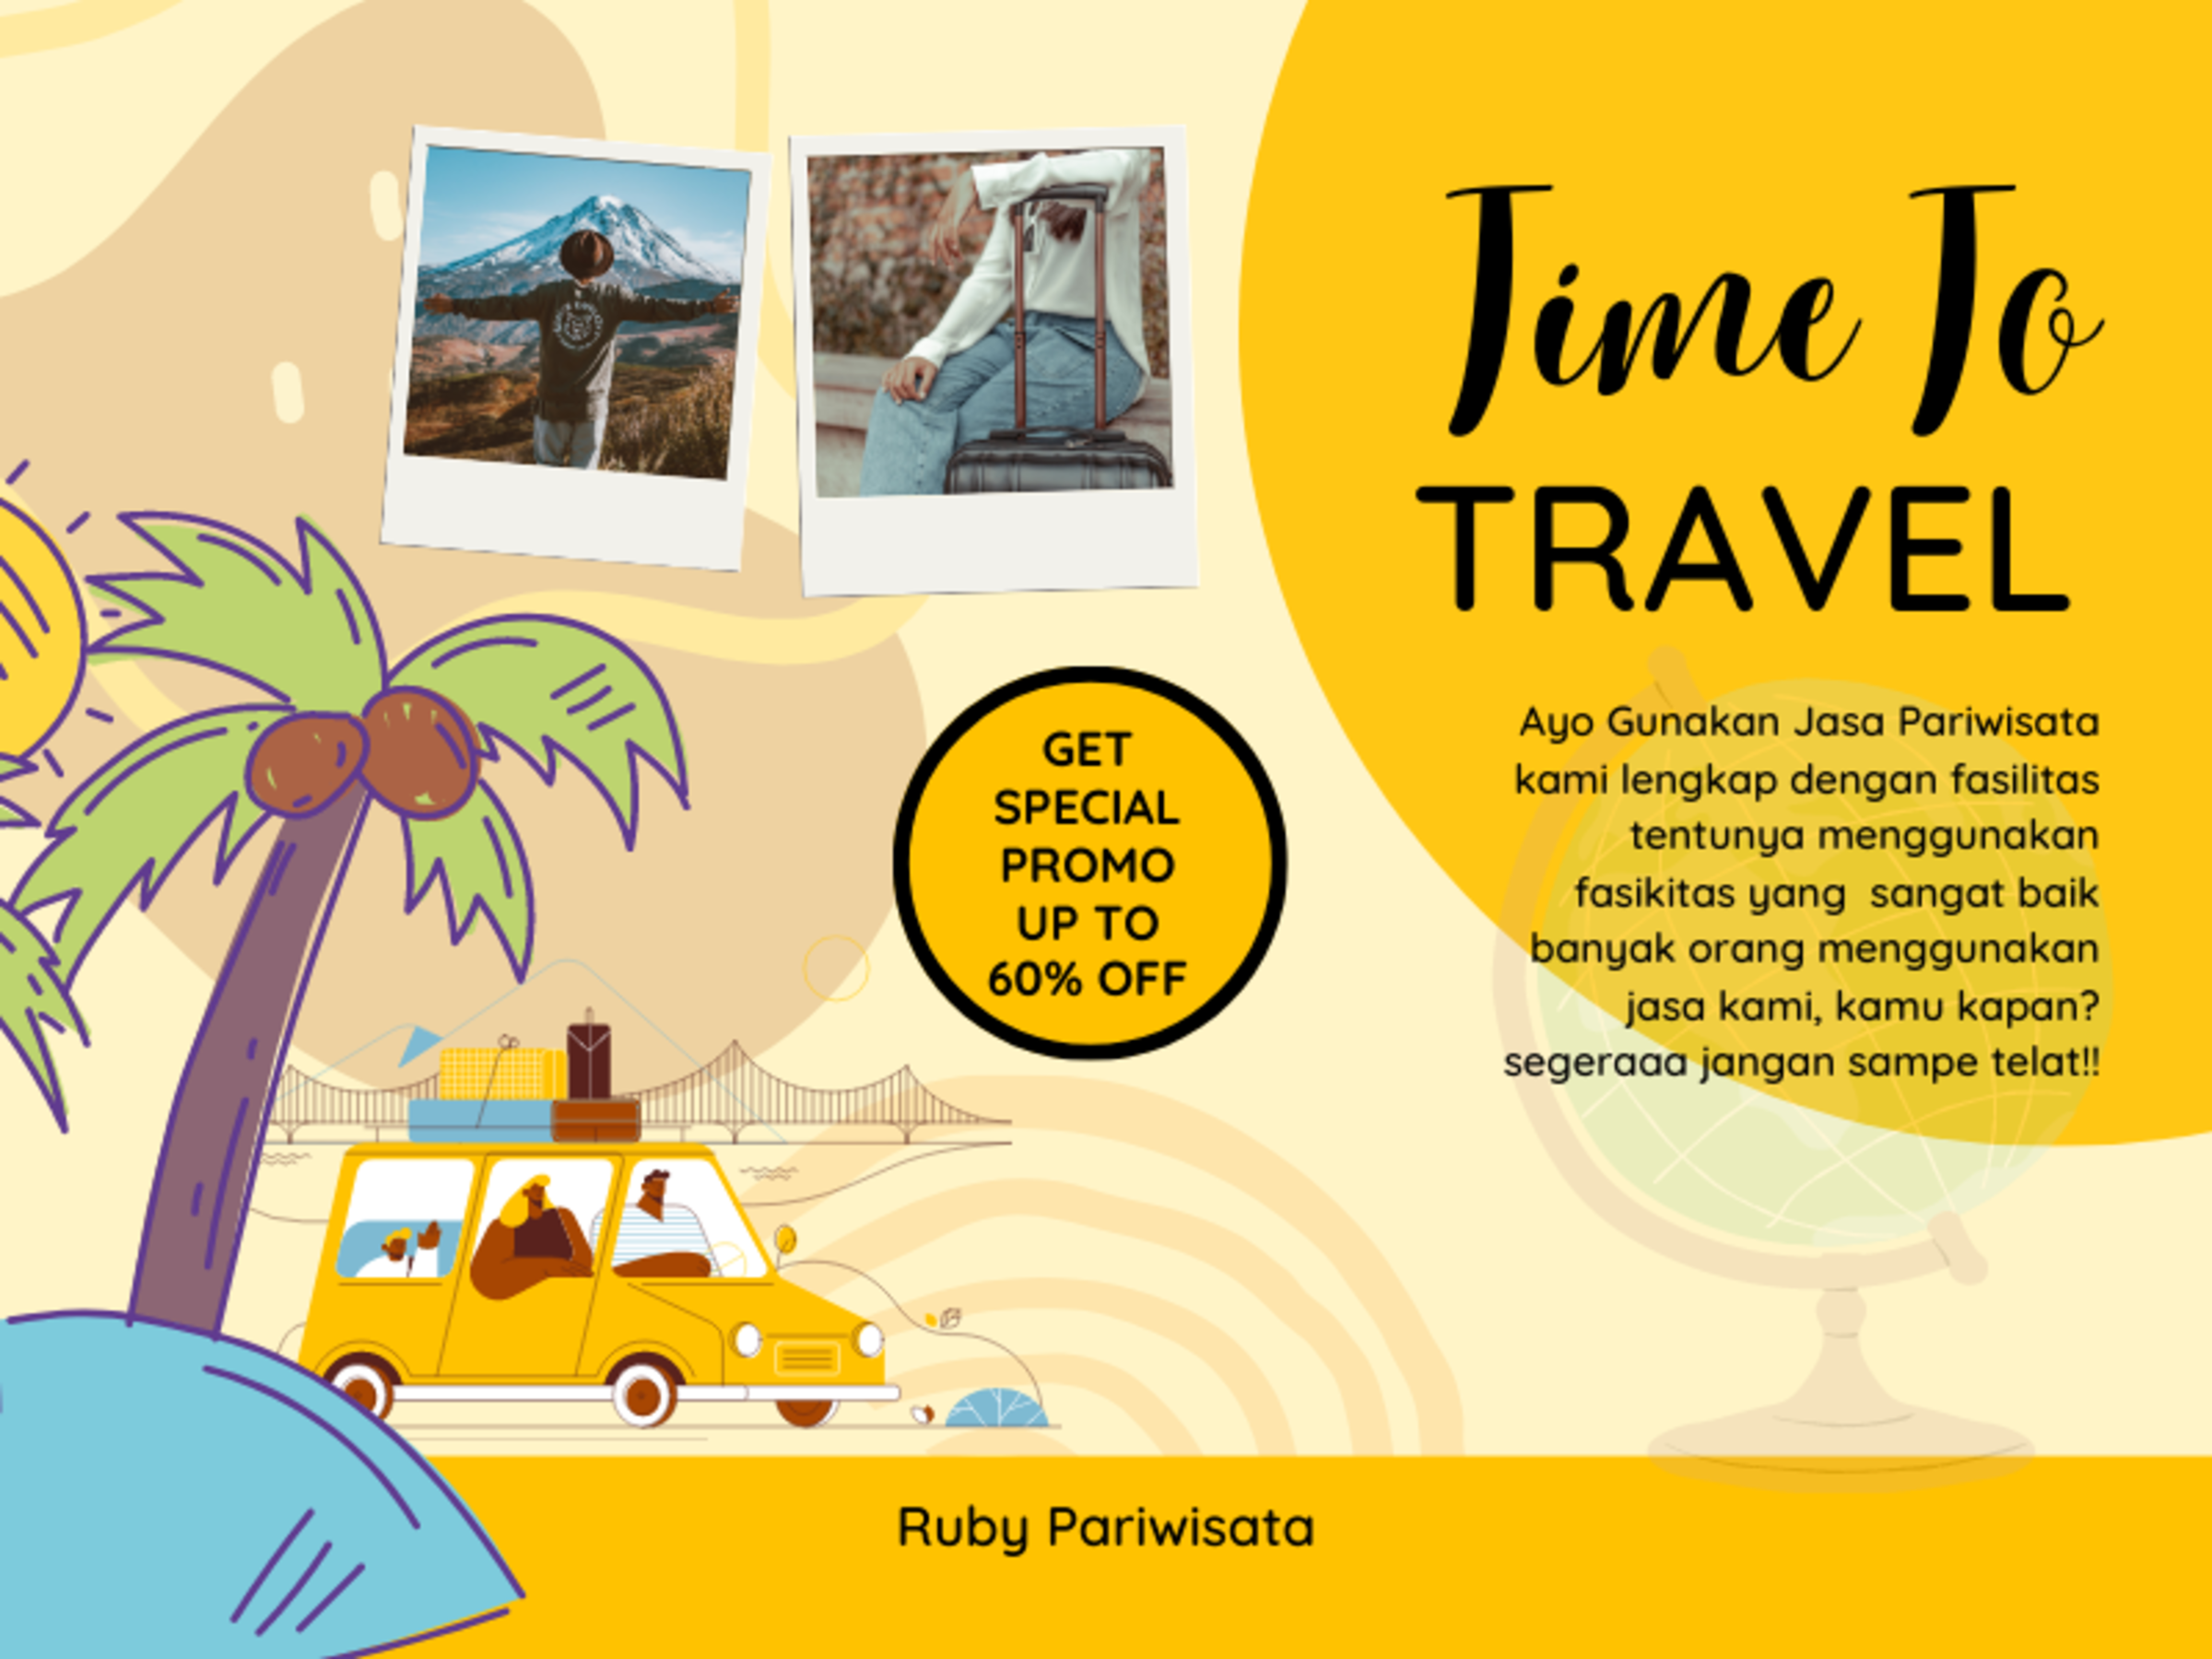 Time To
TRAVEL
Ayo Gunakan Jasa Pariwisata
kami lengkap dengan fasilitas
tentunya menggunakan
fasikitas yang  sangat baik
banyak orang menggunakan
jasa kami, kamu kapan?
segeraaa jangan sampe telat!!
GET
SPECIAL
PROMO
UP TO
60% OFF
Ruby Pariwisata